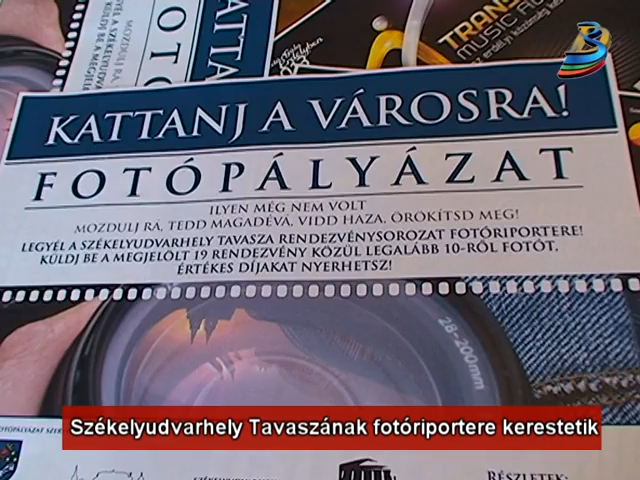 TRANS
MUSIC A
KATTANJ A VÁROSRA!
FOTÓPÁLYÁZAT
ILYEN MÉG NEM VOLT
MOZDULJ RÁ, TEDD MAGADÉVÁ, VIDD HAZA, ÖRÖKÍTSD MEG!
LEGYÉL A SZÉKELYUDVARHELY TAVASZA RENDEZVÉNYSOROZAT FOTÓRIPORTERE!
KÜLDJ BE A MEGJELÖLT 19 RENDEZVÉNY KÖZÜL LEGALÁBB 10-RŐL FOTÓT.
ÉRTÉKES DÍJAKAT NYERHETSZ!
28-200mm
Székelyudvarhely Tavaszának fotóriportere kerestetik
RÉSZLETEK: